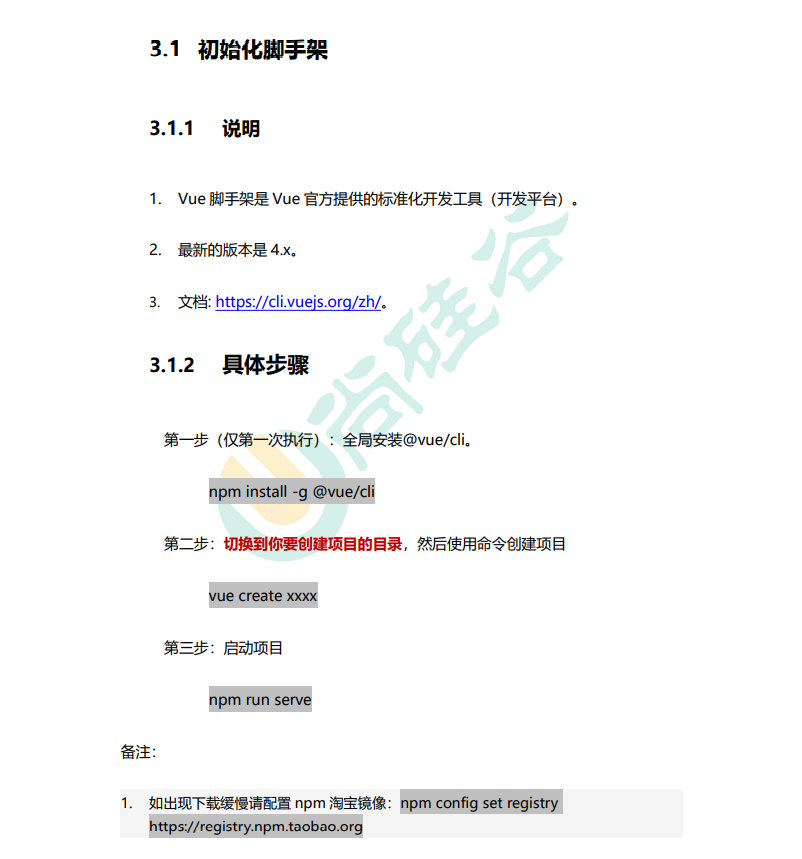 3.1 初始化脚手架
3.1.1 说明
1. Vue 脚手架是 Vue 官方提供的标准化开发工具（开发平台）。
2. 最新的版本是 4.x。
3. 文档: https://cli.vuejs.org/zh/。
3.1.2 具体步骤
第一步（仅第一次执行）：全局安装@vue/cli。
npm install -g @vue/cli
第二步：切换到你要创建项目的目录，然后使用命令创建项目
vue create xxxx
第三步：启动项目
npm run serve
备注：
1. 如出现下载缓慢请配置 npm 淘宝镜像：npm config set registry
https://registry.npm.taobao.org
尚硅谷